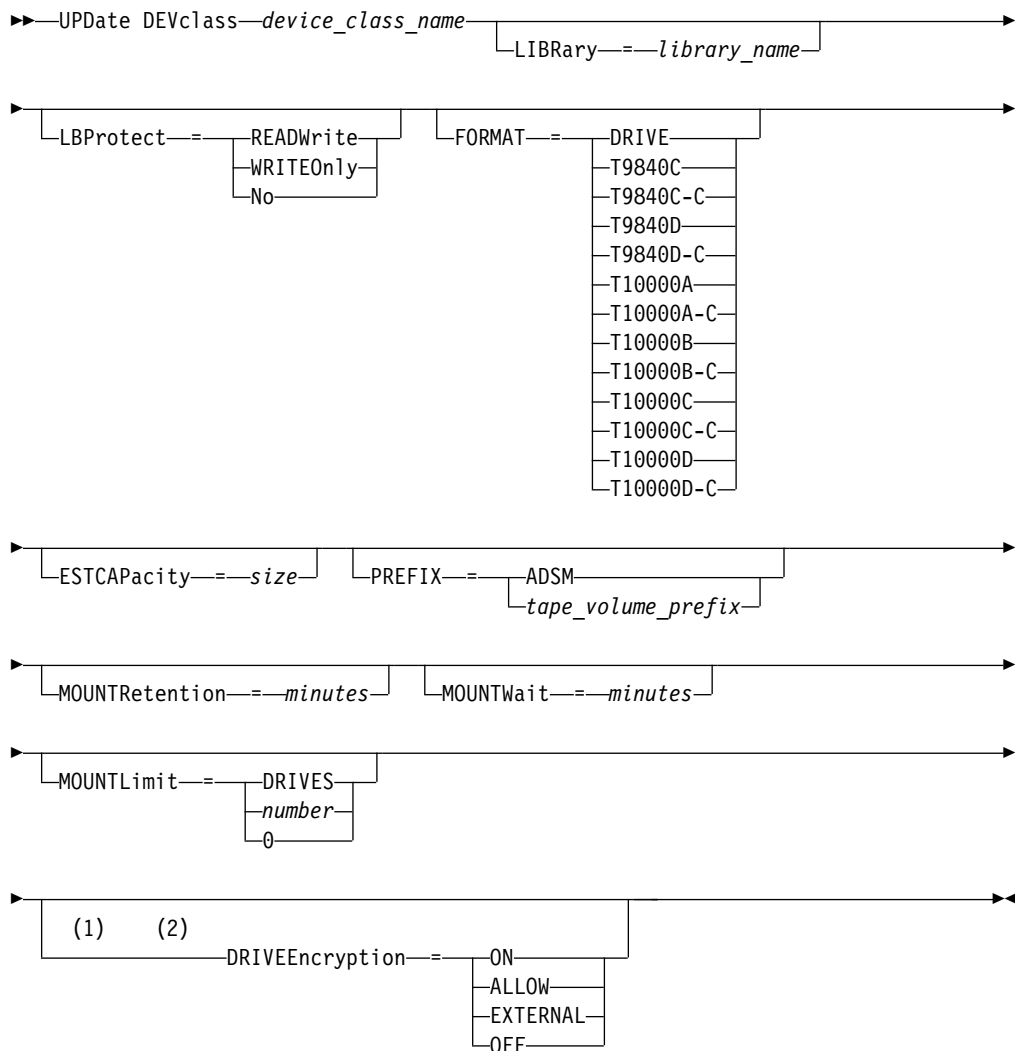 UPDate DEVclass device_class_name
LIBRary = library_name
LBProtect = READWrite
WRITEOnly
No
FORMAT = DRIVE
T9840C
T9840C-C
T9840D
T9840D-C
T10000A
T10000A-C
T10000B
T10000B-C
T10000C
T10000C-C
T10000D
T10000D-C
ESTCAPacity = size
PREFIX = ADSM
tape_volume_prefix
MOUNTRetention = minutes
MOUNTWait = minutes
MOUNTLimit = DRIVES
number
0
(1) (2)
DRIVEEncryption = ON
ALLOW
EXTERNAL
OFF